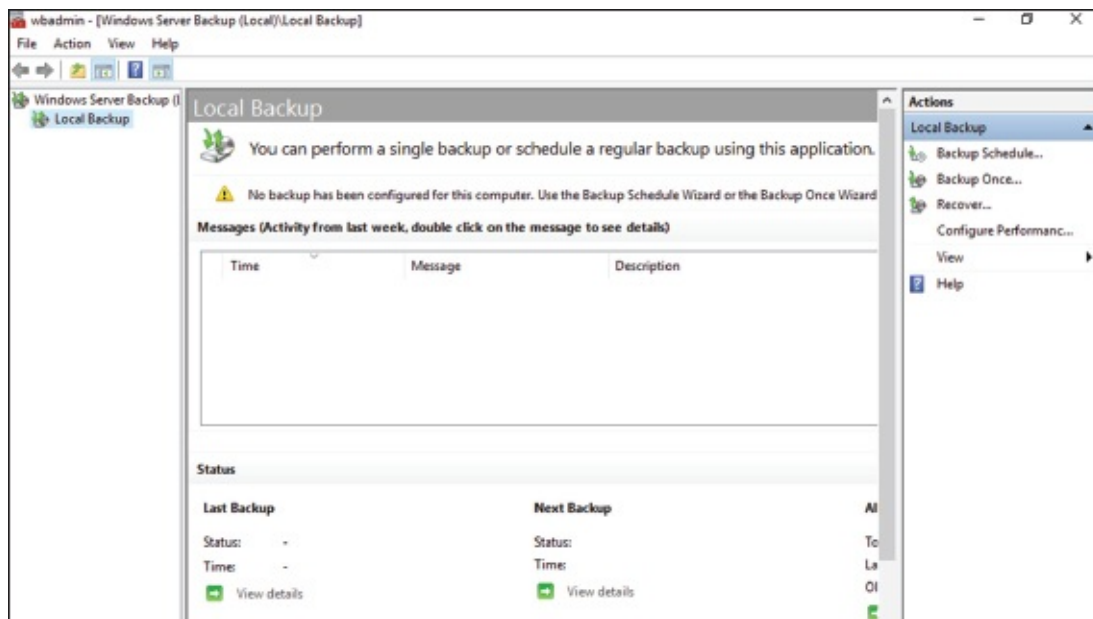 wbadmin - [Windows Server Backup (Local)\Local Backup]
File Action View Help
Windows Server Backup (l
Local Backup
Local Backup
You can perform a single backup or schedule a regular backup using this application.
No backup has been configured for this computer. Use the Backup Schedule Wizard or the Backup Once Wizard
Messages (Activity from last week, double click on the message to see details)
Time Message Description
Status
Last Backup Next Backup Al
Status: - Status: To
Time: - Time: La
View details View details Ol
Actions
Local Backup
Backup Schedule...
Backup Once...
Recover...
Configure Performanc...
View
Help